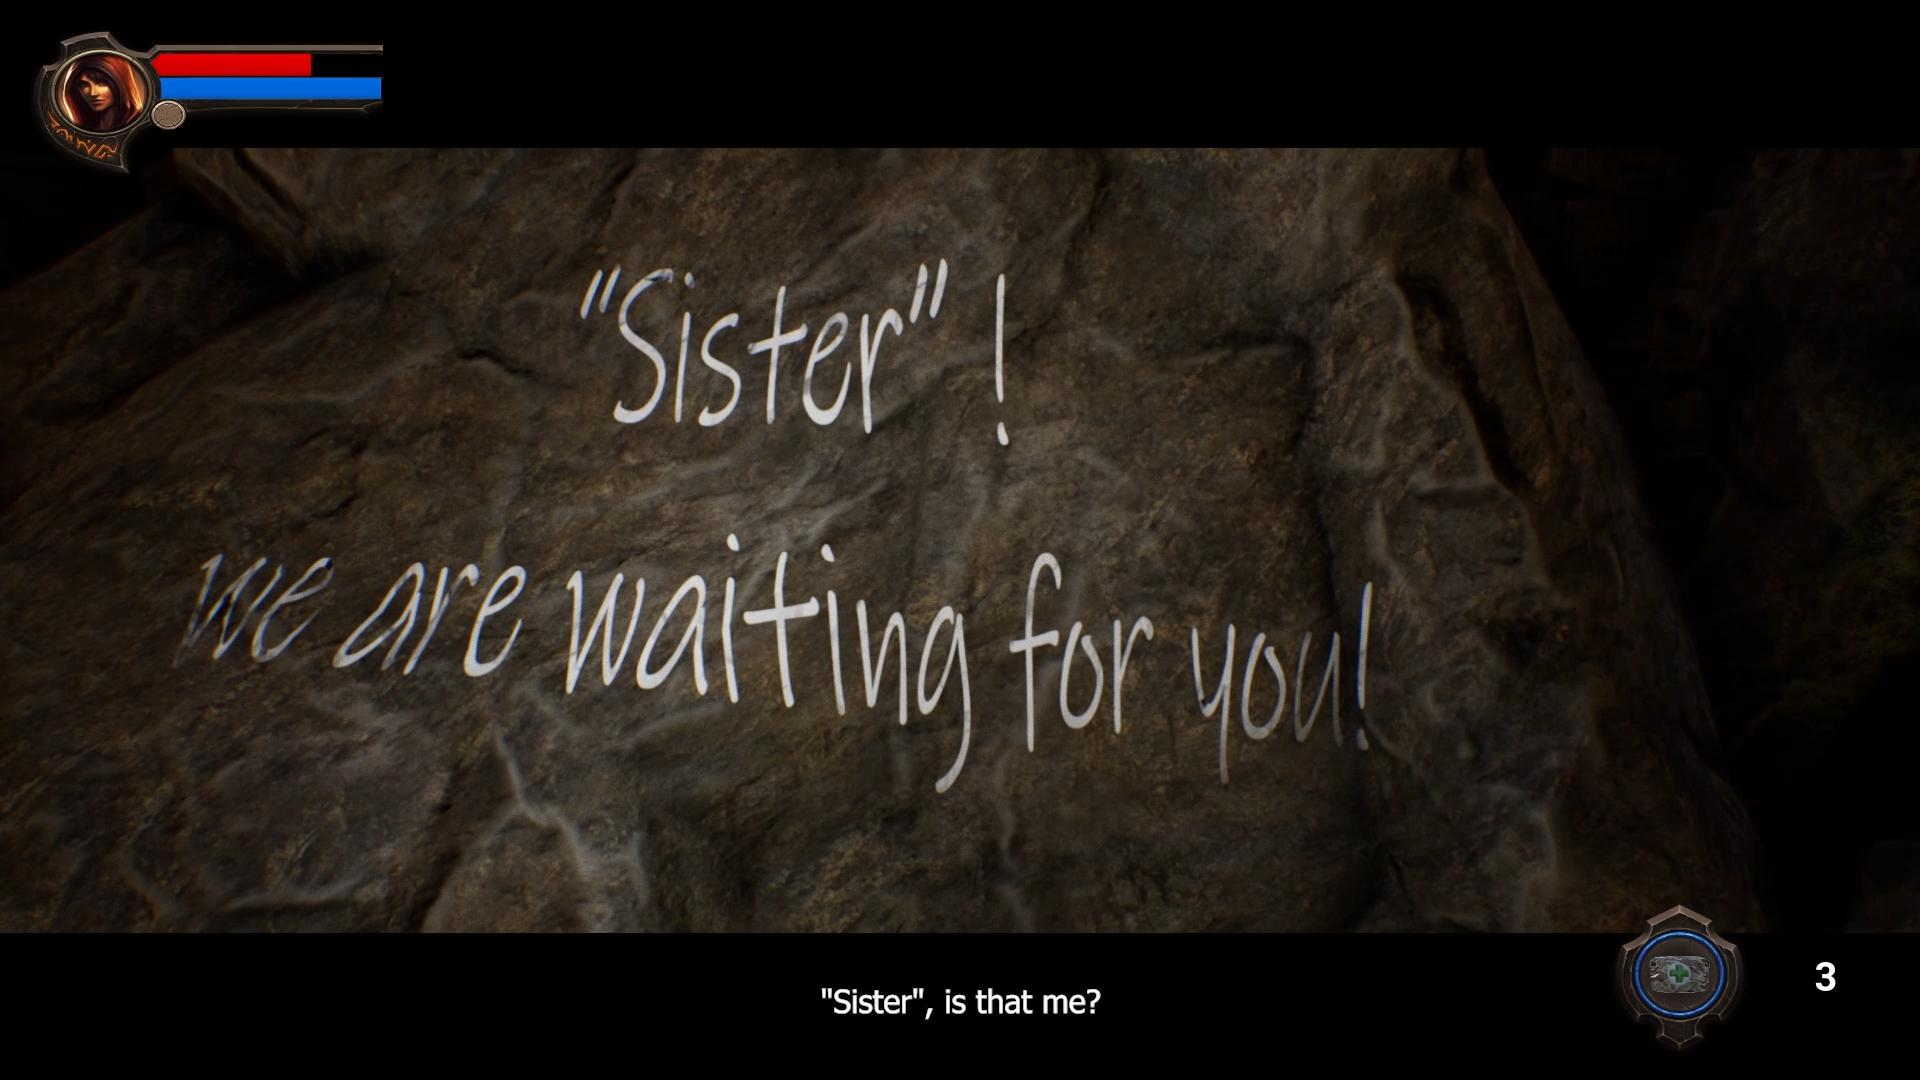 "Sister" !
we are waiting for you!
3
"Sister", is that me?